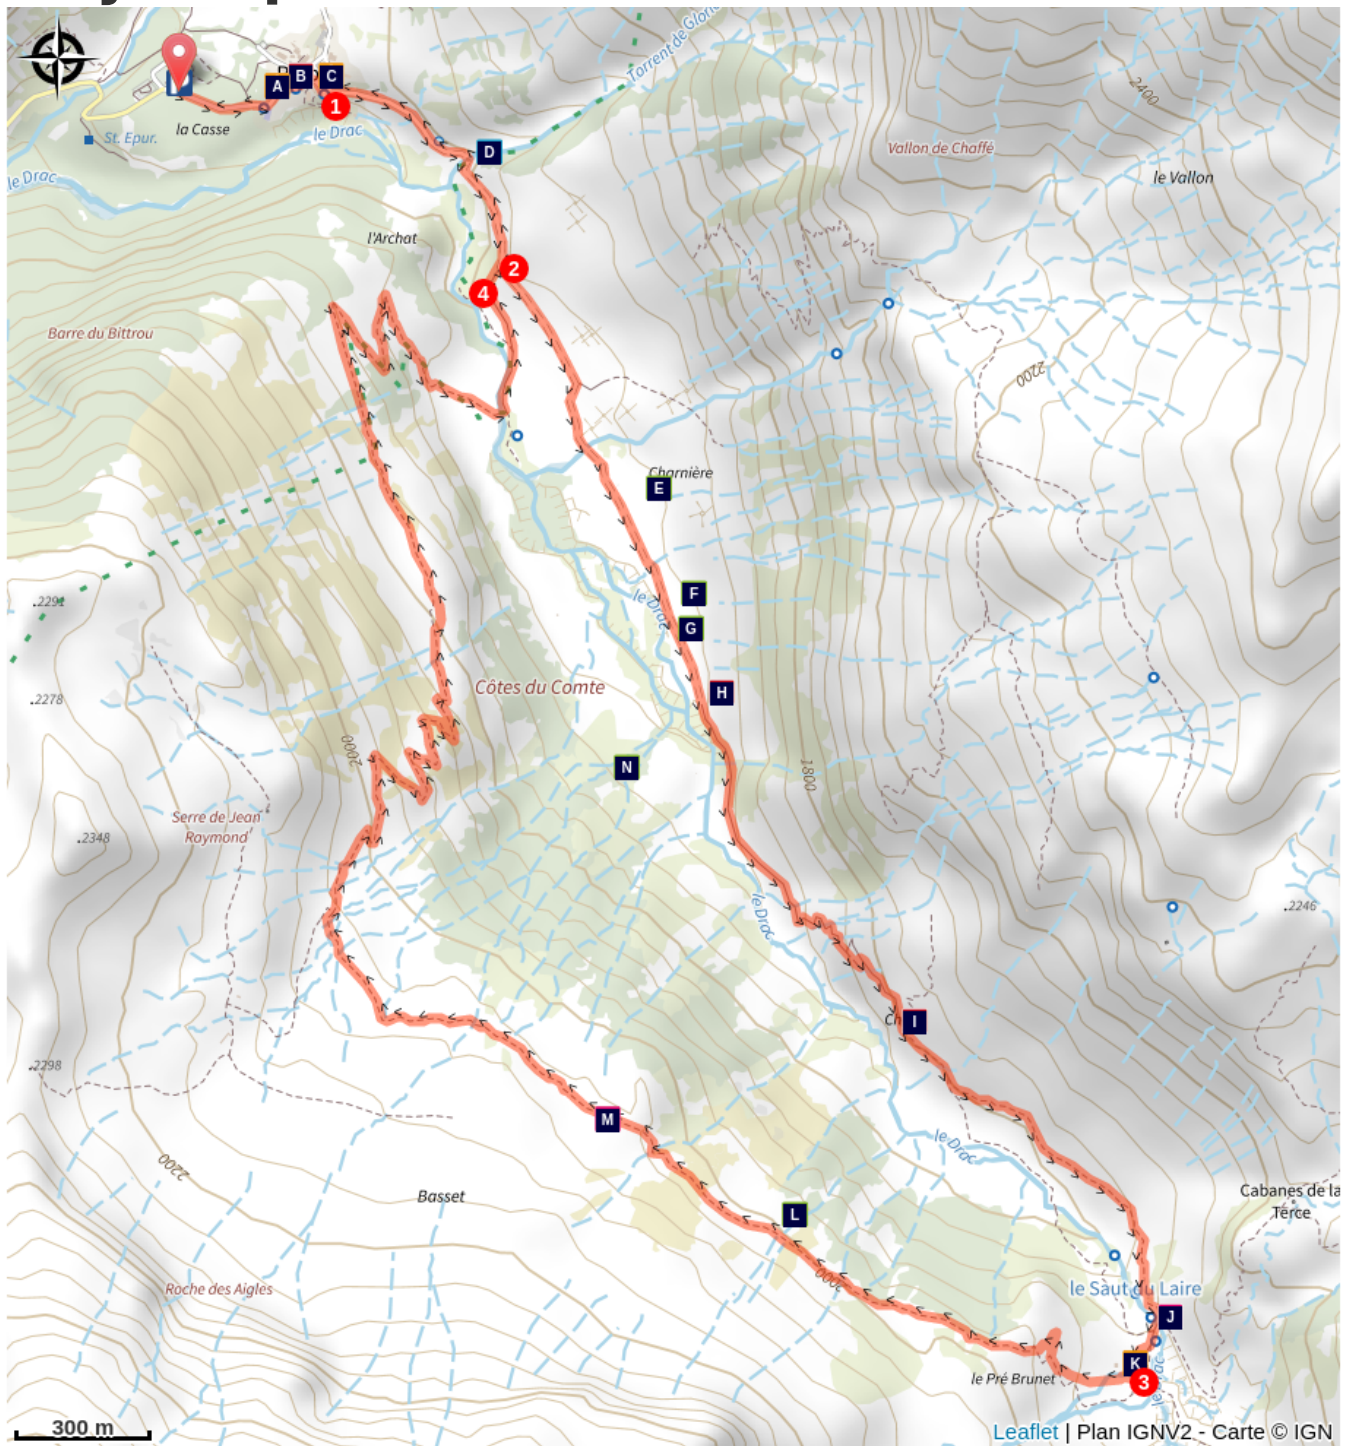 A
B
C
1
la Casse
St. Epur.
le Drac
le Drac
D
Torrent de
2400
Vallon de Chaffé
le Vallon
l'Archat
2
4
Barre du Bittrou
2200
Charnière
E
.2291
F
le Drac
G
Côtes du Comte
H
.2278
2000
N
1800
Serre de Jean
Raymond
.2348
le Drac
.2246
I
.2298
M
le Drac
2200
Basset
L
Cabanes de la
Térce
2000
Roche des Aigles
le Saut du Laire
J
K
3
le Pré Brunet
300 m
Leaflet | Plan IGNV2 - Carte © IGN